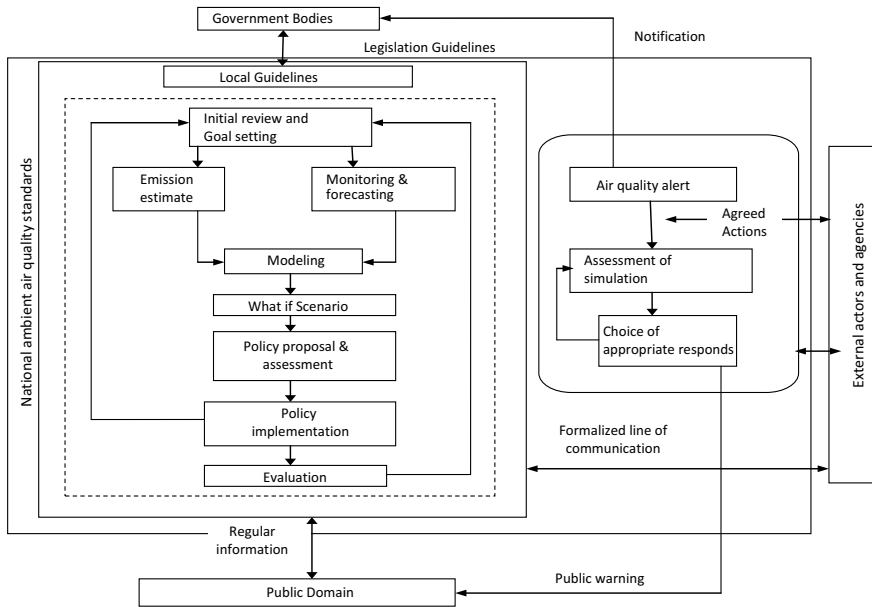 Government Bodies
Notification
Legislation Guidelines
Local Guidelines
National ambient air quality standards
Initial review and
Goal setting
Emission
estimate
Monitoring &
forecasting
Modeling
What if Scenario
Policy proposal &
assessment
Policy
implementation
Evaluation
Air quality alert
Agreed
Actions
Assessment of
simulation
Choice of
appropriate responds
External actors and agencies
Formalized line of
communication
Regular
information
Public warning
Public Domain